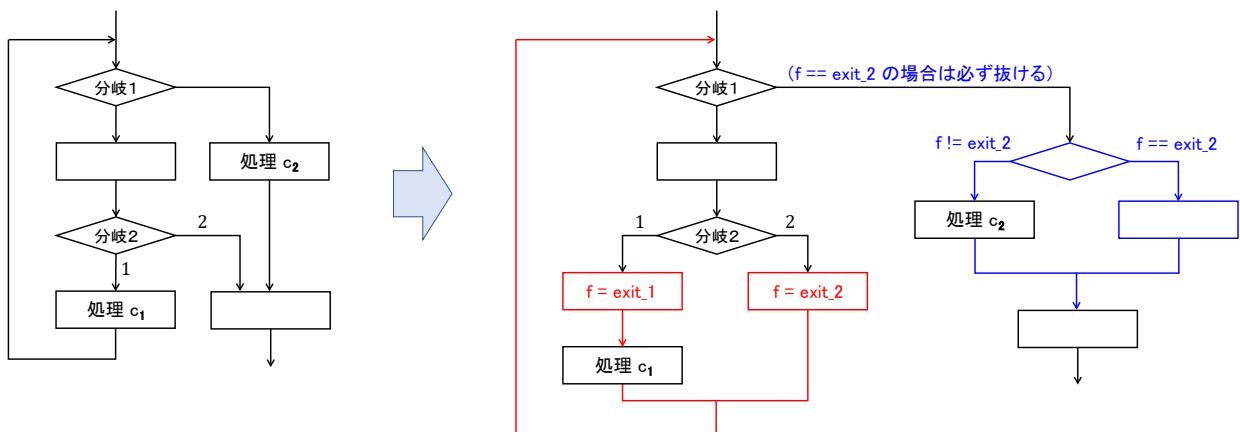 分岐1
処理 c₂
分岐2
2
1
処理 c₁
(f == exit_2 の場合は必ず抜ける)
分岐1
f != exit_2
f == exit_2
処理 c₂
1
分岐2
2
f = exit_1
f = exit_2
処理 c₁